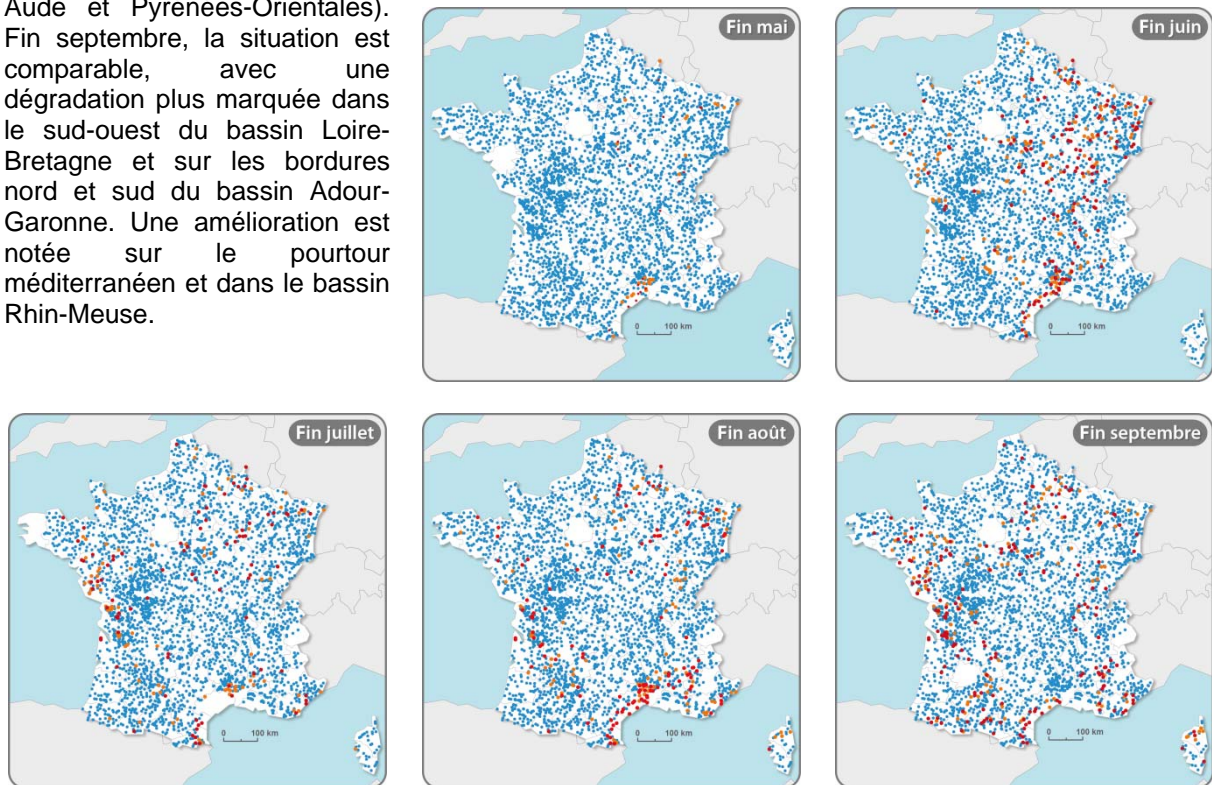 Aude et Pyrénées-Orientales).
Fin septembre, la situation est
comparable, avec une
dégradation plus marquée dans
le sud-ouest du bassin Loire-
Bretagne et sur les bordures
nord et sud du bassin Adour-
Garonne. Une amélioration est
notée sur le pourtour
méditerranéen et dans le bassin
Rhin-Meuse.
Fin mai
0 100 km
Fin juin
0 100 km
Fin juillet
0 100 km
Fin août
0 100 km
Fin septembre
0 100 km